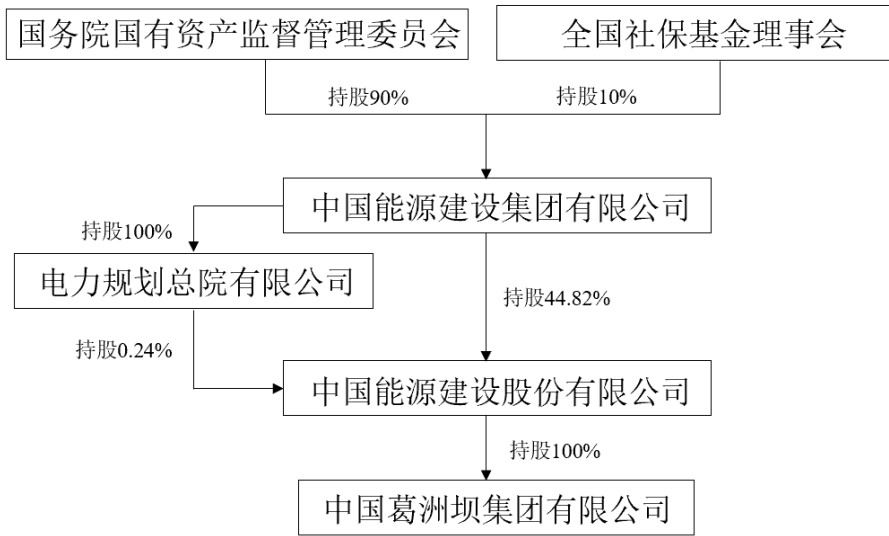 国务院国有资产监督管理委员会
全国社保基金理事会
持股90%
持股10%
中国能源建设集团有限公司
持股100%
电力规划总院有限公司
持股44.82%
持股0.24%
中国能源建设股份有限公司
持股100%
中国葛洲坝集团有限公司